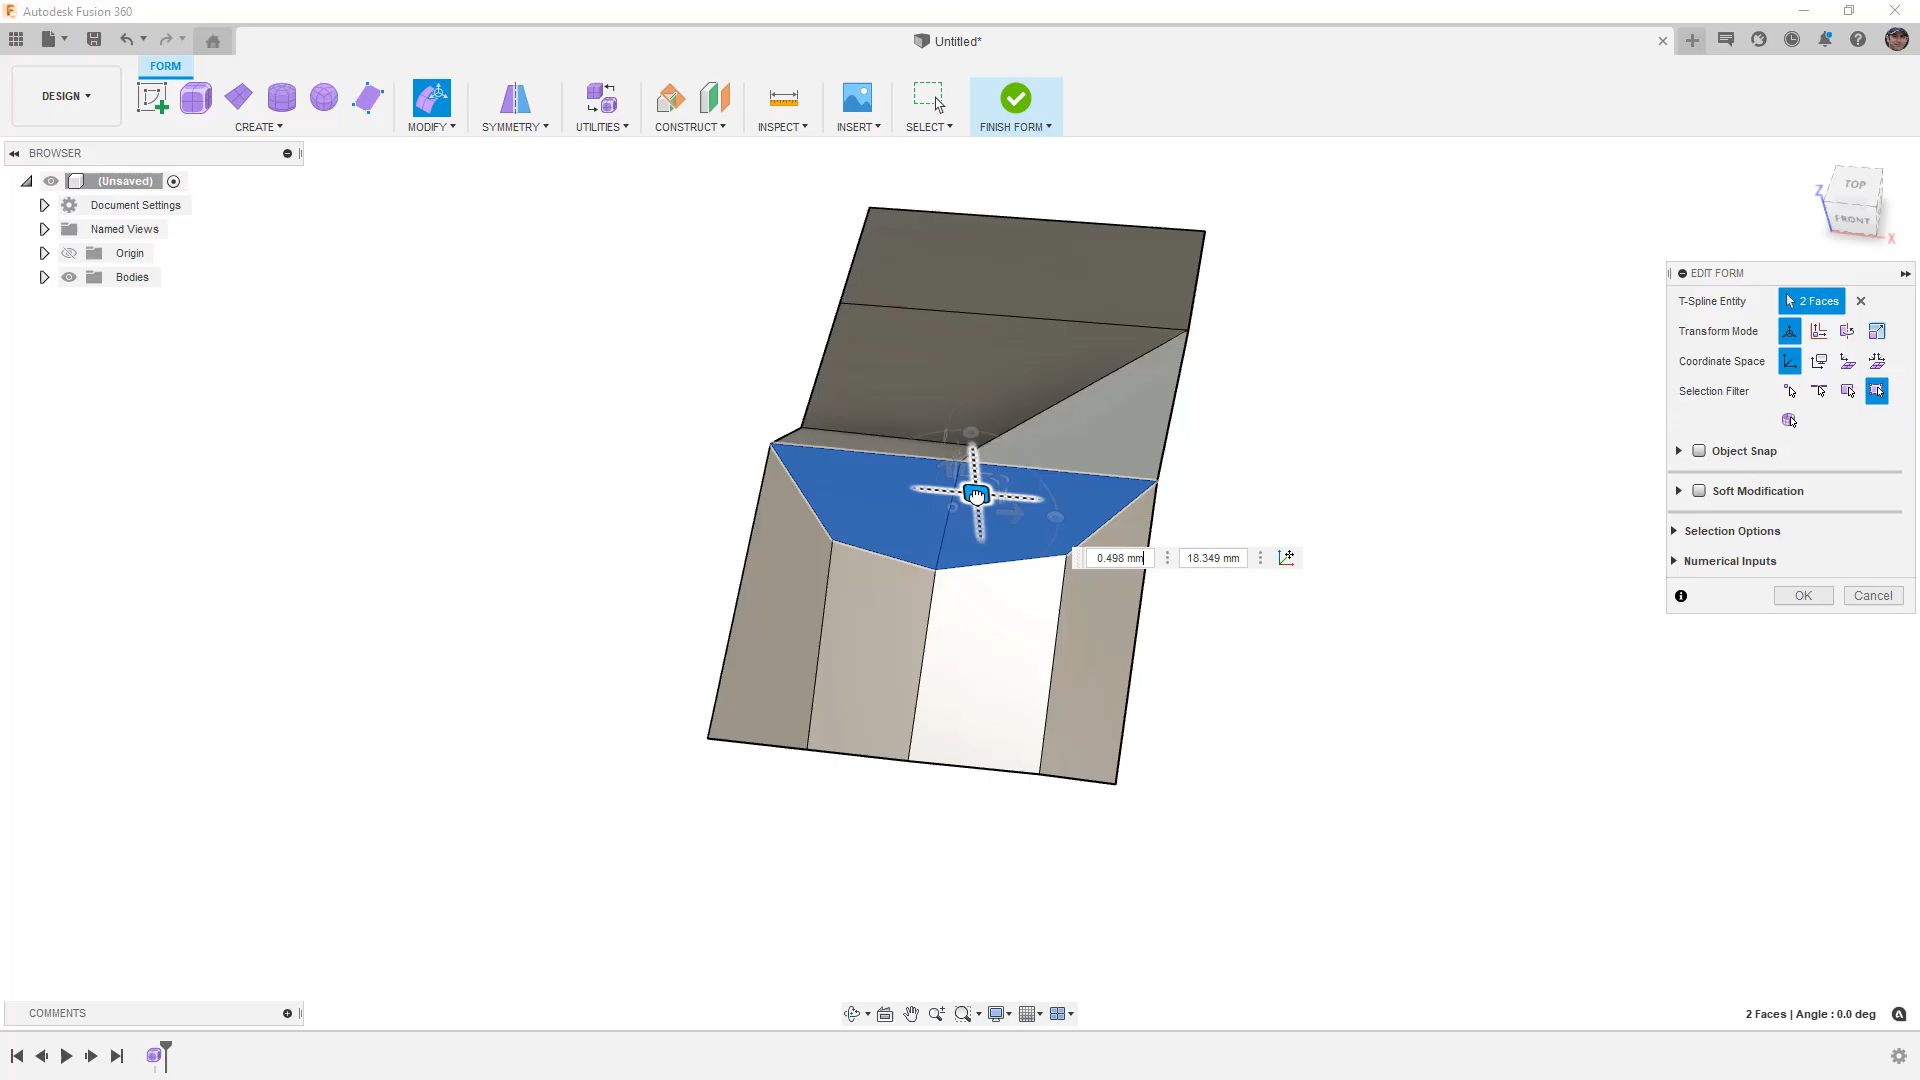 Autodesk Fusion 360
Untitled*
FORM
DESIGN
CREATE
MODIFY
SYMMETRY
UTILITIES
CONSTRUCT
INSPECT
INSERT
SELECT
FINISH FORM
BROWSER
(Unsaved)
Document Settings
Named Views
Origin
Bodies
TOP
FRONT
Z
X
EDIT FORM
T-Spline Entity
2 Faces
Transform Mode
Coordinate Space
Selection Filter
Object Snap
Soft Modification
Selection Options
Numerical Inputs
OK
Cancel
0.498 mm
18.349 mm
COMMENTS
2 Faces | Angle : 0.0 deg